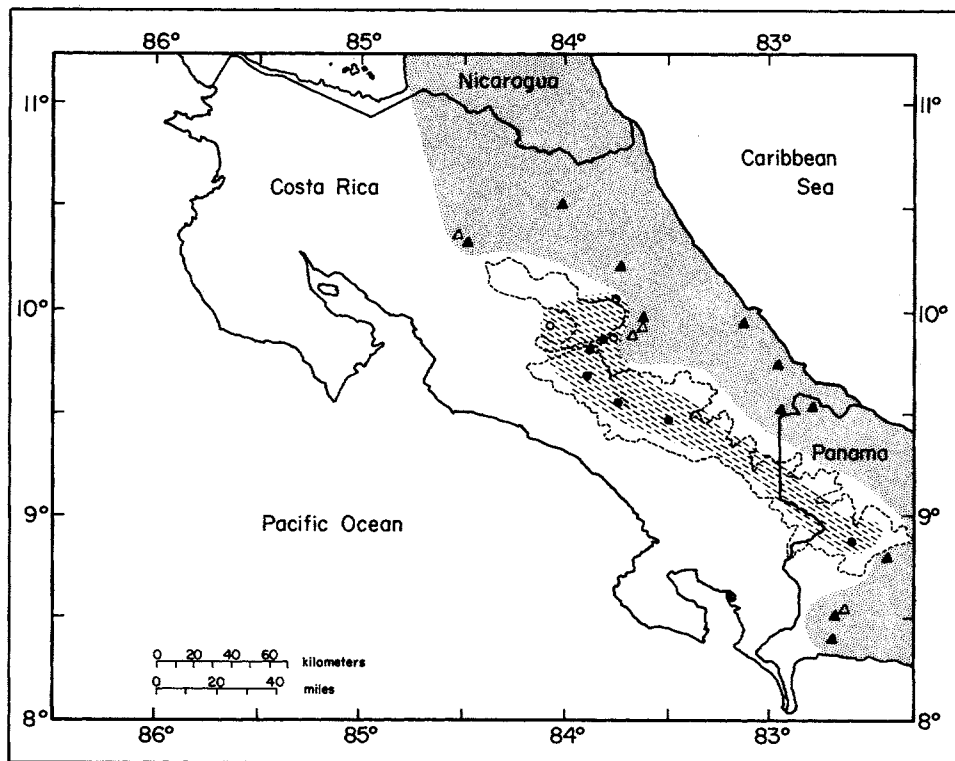 86° 85° 84° 83°
Nicaragua
11° 11°
Caribbean
Sea
Costa Rica
10° 10°
Panama
9° 9°
Pacific Ocean
0 20 40 60 kilometers
0 20 40 miles
8° 8°
86° 85° 84° 83°